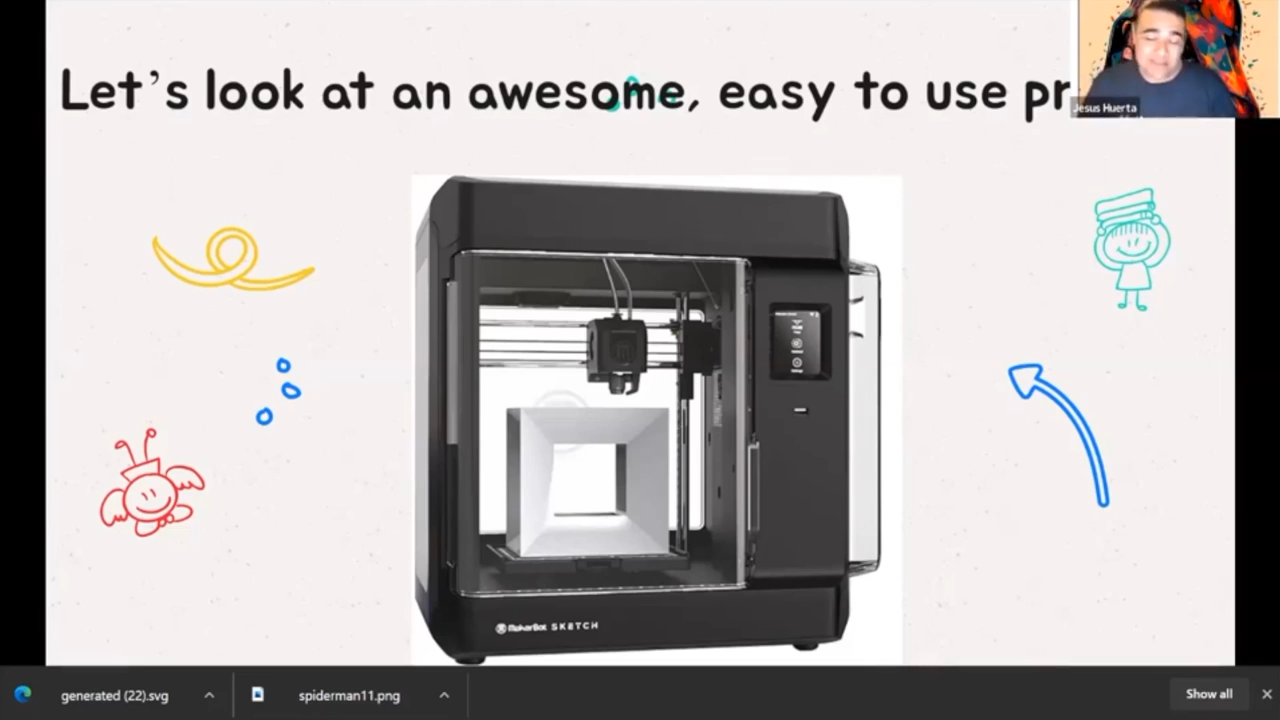 Let's look at an awesome, easy to use pr
Jesus Huerta
MakerBot SKETCH
generated (22).svg
spiderman11.png
Show all